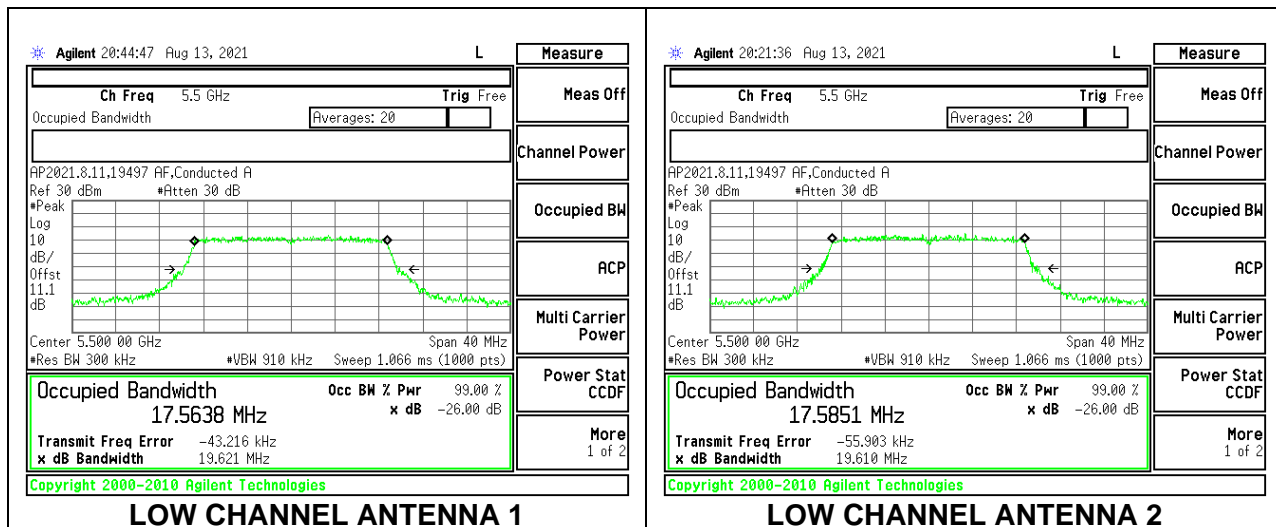 Agilent 20:44:47 Aug 13, 2021 L
Measure
Ch Freq 5.5 GHz Trig Free
Occupied Bandwidth Averages: 20
AP2021.8.11,19497 AF,Conducted A
Ref 30 dBm #Atten 30 dB
#Peak
Log
10
dB/
Offst
11.1
dB
Center 5.500 00 GHz Span 40 MHz
#Res BW 300 kHz #VBW 910 kHz Sweep 1.066 ms (1000 pts)
Occupied Bandwidth Occ BW % Pwr 99.00 %
17.5638 MHz x dB -26.00 dB
Transmit Freq Error -43.216 kHz
x dB Bandwidth 19.621 MHz
Copyright 2000-2010 Agilent Technologies
Meas Off
Channel Power
Occupied BW
ACP
Multi Carrier
Power
Power Stat
CCDF
More
1 of 2
LOW CHANNEL ANTENNA 1
Agilent 20:21:36 Aug 13, 2021 L
Measure
Ch Freq 5.5 GHz Trig Free
Occupied Bandwidth Averages: 20
AP2021.8.11,19497 AF,Conducted A
Ref 30 dBm #Atten 30 dB
#Peak
Log
10
dB/
Offst
11.1
dB
Center 5.500 00 GHz Span 40 MHz
#Res BW 300 kHz #VBW 910 kHz Sweep 1.066 ms (1000 pts)
Occupied Bandwidth Occ BW % Pwr 99.00 %
17.5851 MHz x dB -26.00 dB
Transmit Freq Error -55.903 kHz
x dB Bandwidth 19.610 MHz
Copyright 2000-2010 Agilent Technologies
Meas Off
Channel Power
Occupied BW
ACP
Multi Carrier
Power
Power Stat
CCDF
More
1 of 2
LOW CHANNEL ANTENNA 2